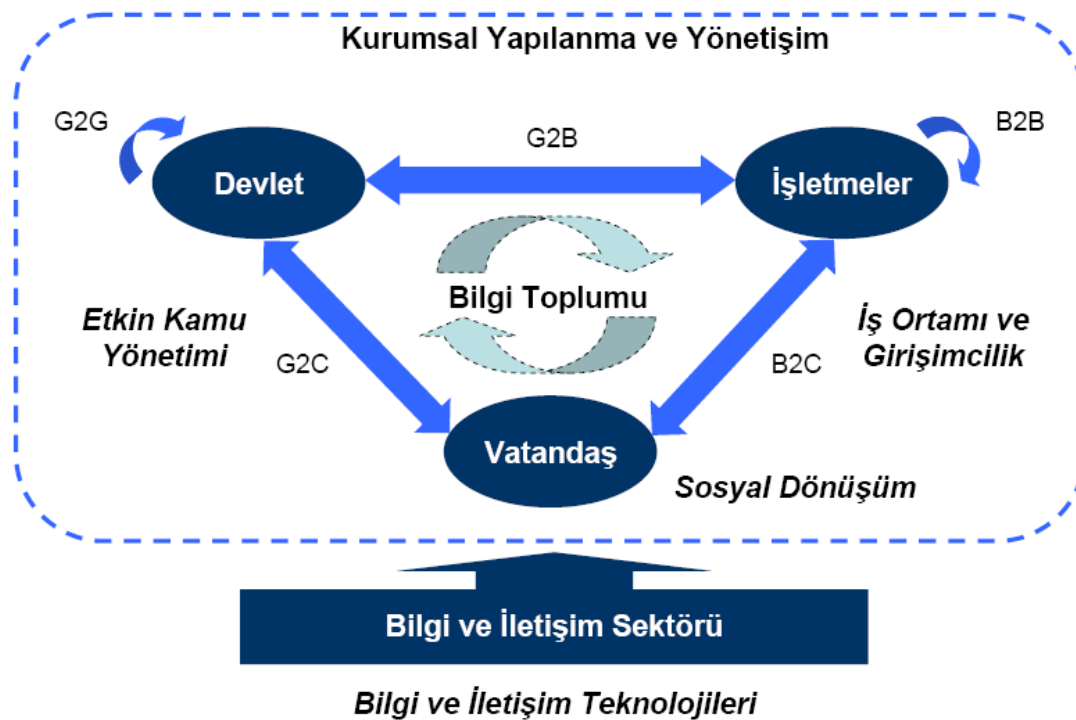 Kurumsal Yapılanma ve Yönetişim
G2G
G2B
B2B
Devlet
İşletmeler
Bilgi Toplumu
Etkin Kamu
Yönetimi
İş Ortamı ve
Girişimcilik
G2C
B2C
Vatandaş
Sosyal Dönüşüm
Bilgi ve İletişim Sektörü
Bilgi ve İletişim Teknolojileri